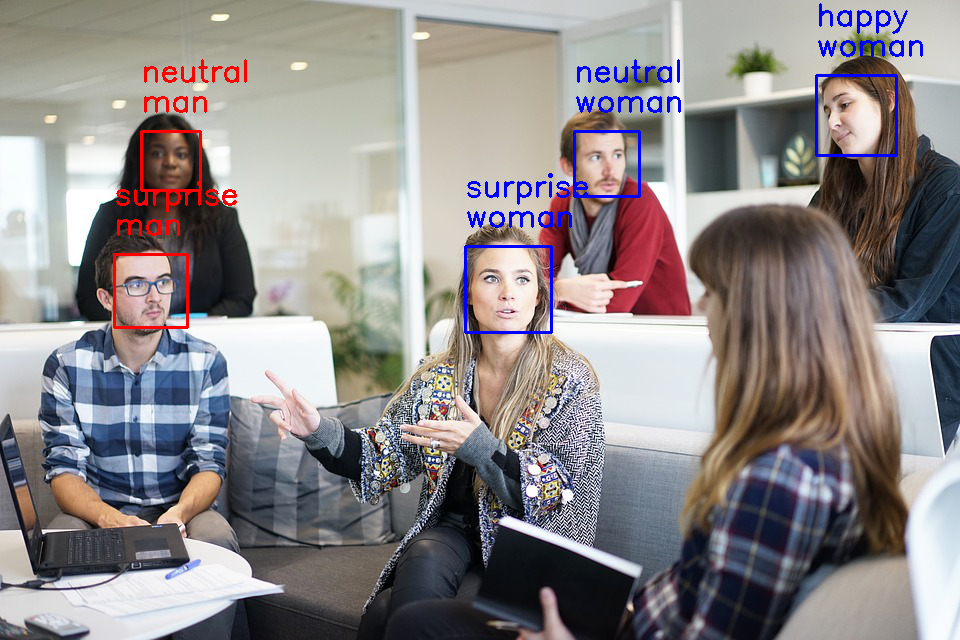 happy
woman
neutral
man
neutral
woman
surprise
man
surprise
woman